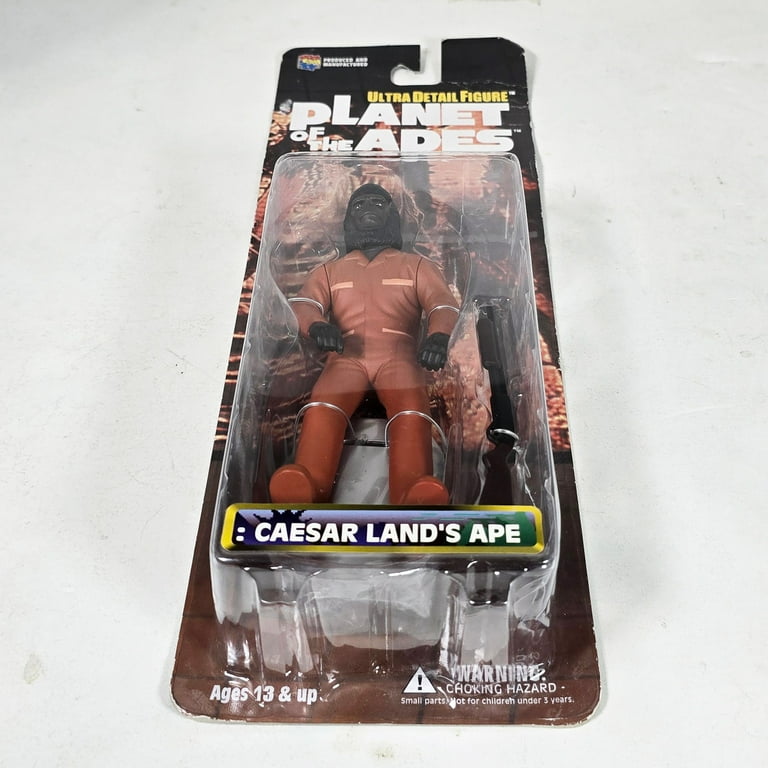 PRODUCED AND
MANUFACTURED
ULTRA DETAIL FIGURE™
PLANET
OF THE APES™
: CAESAR LAND'S APE
Ages 13 & up
WARNING:
CHOKING HAZARD -
Small parts. Not for children under 3 years.